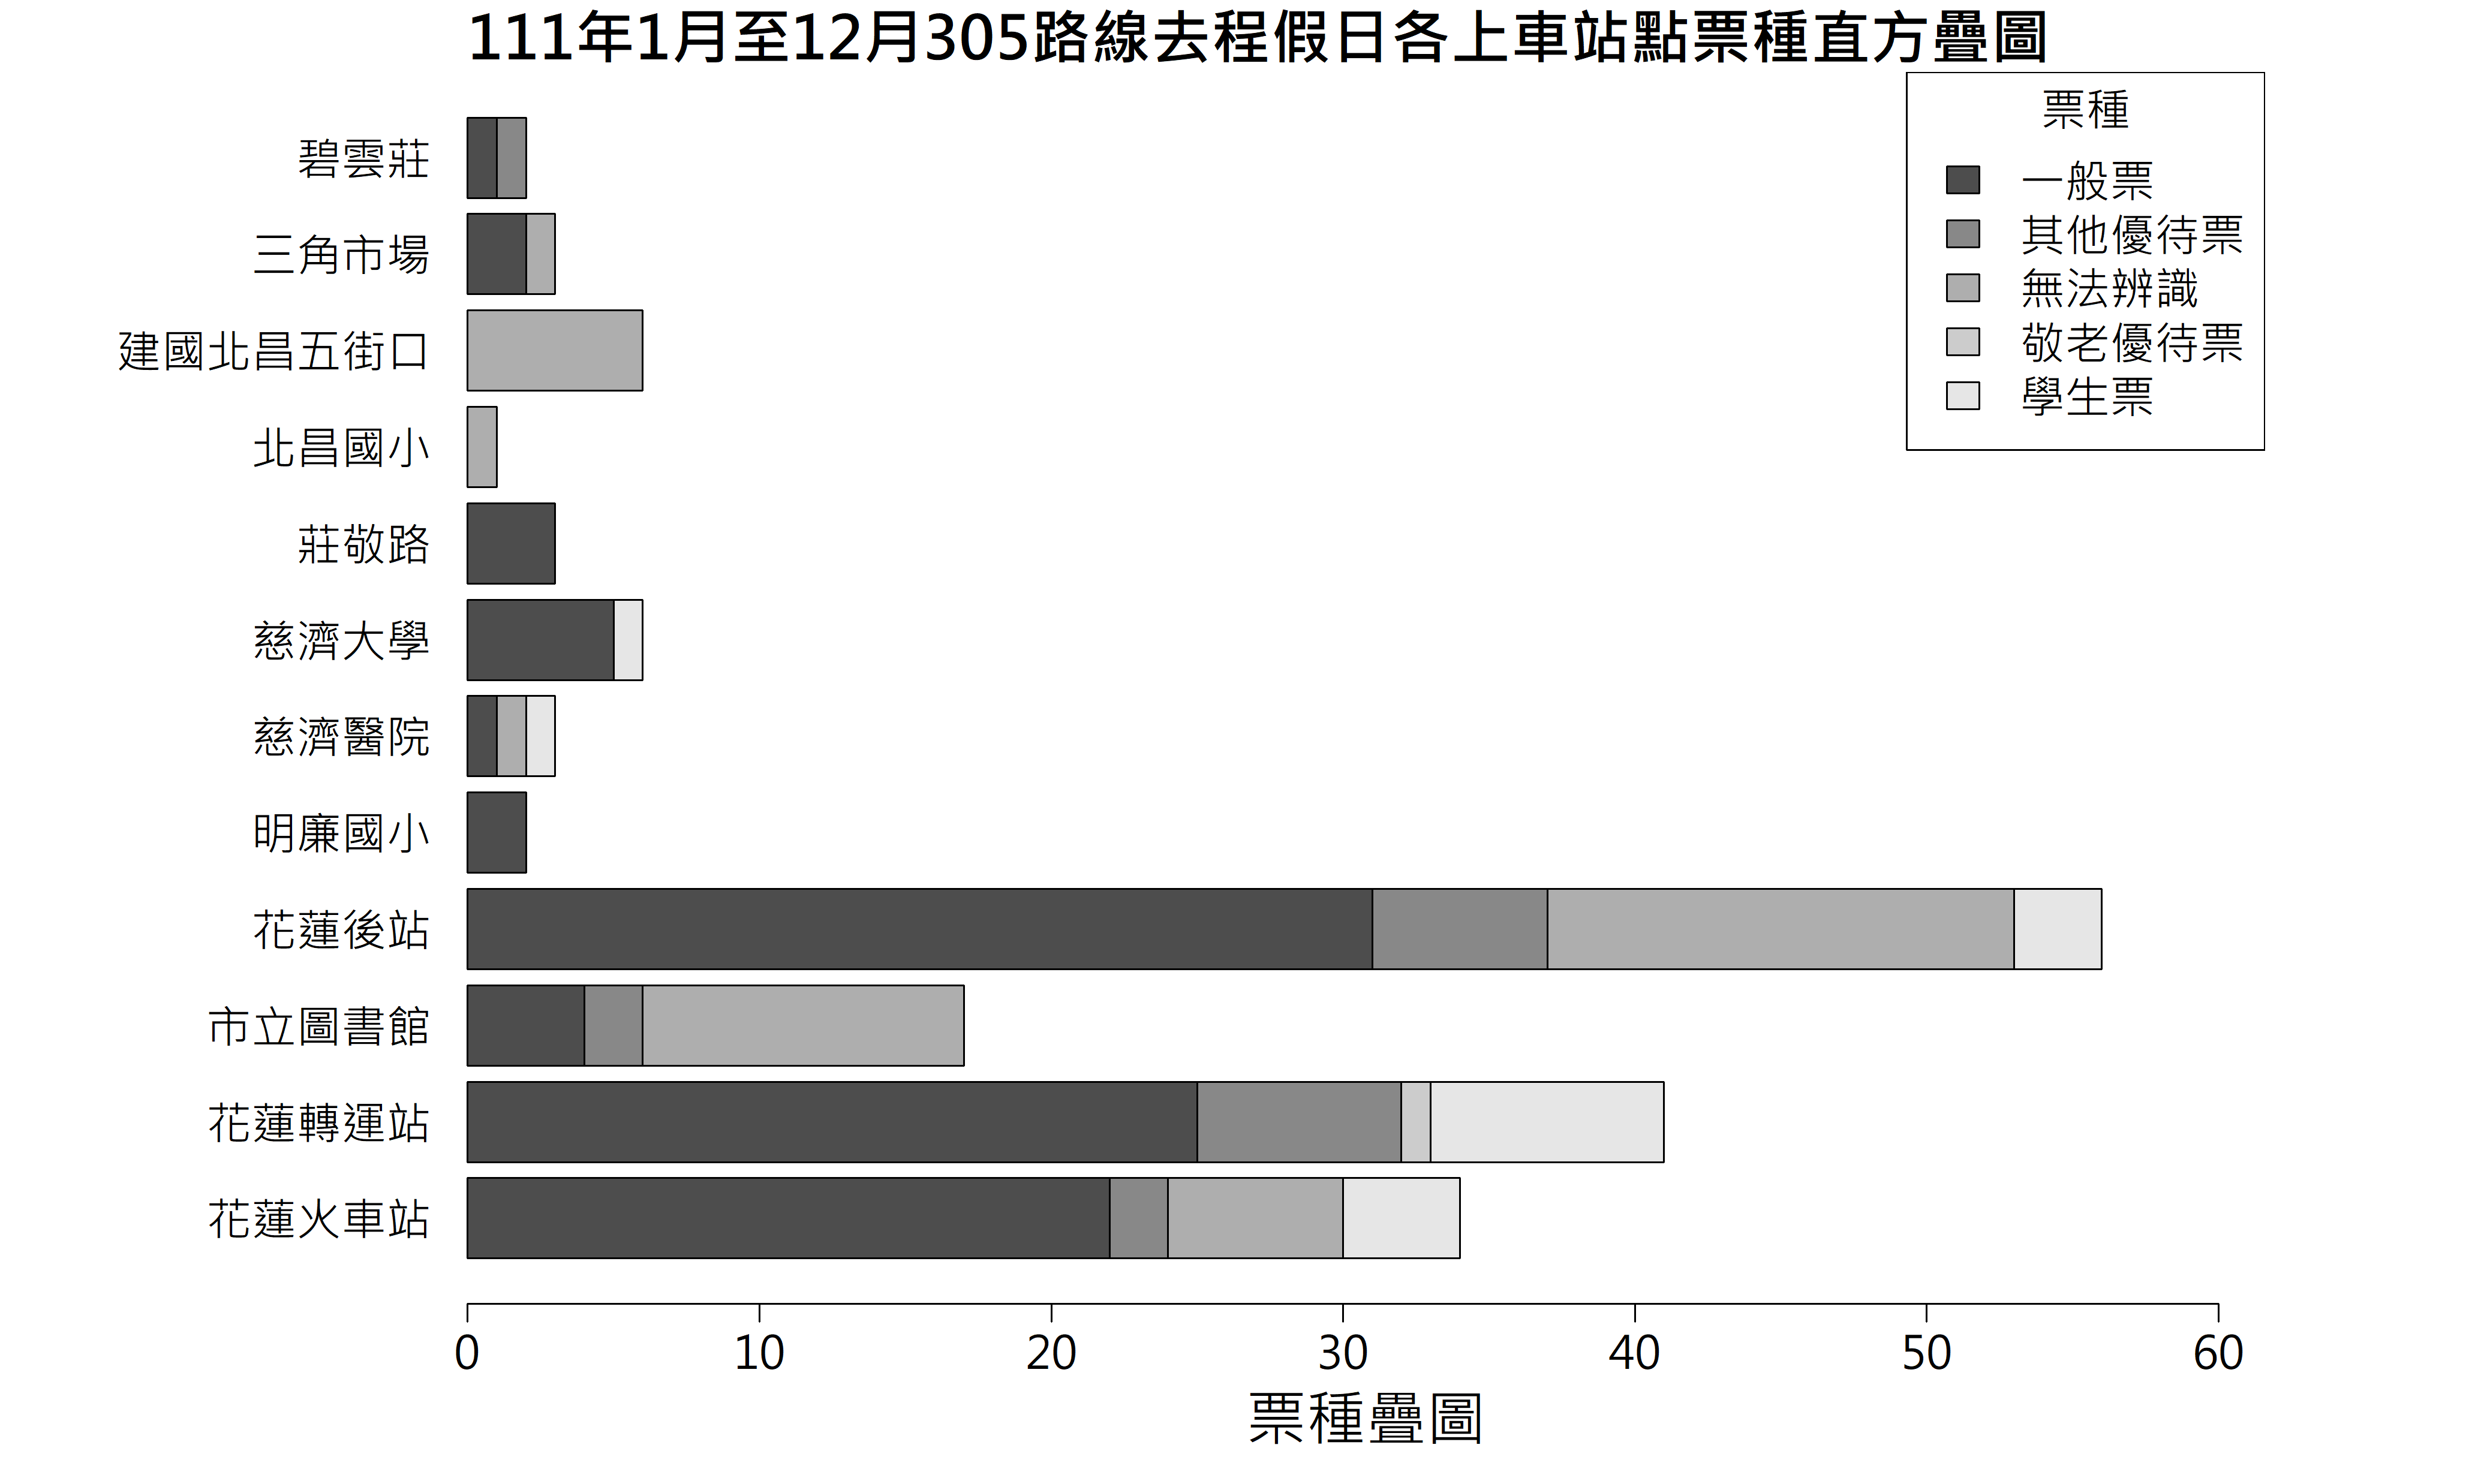 111年1月至12月305路線去程假日各上車站點票種直方疊圖
票種
一般票
其他優待票
無法辨識
敬老優待票
學生票
碧雲莊
三角市場
建國北昌五街口
北昌國小
莊敬路
慈濟大學
慈濟醫院
明廉國小
花蓮後站
市立圖書館
花蓮轉運站
花蓮火車站
0 10 20 30 40 50 60
票種疊圖